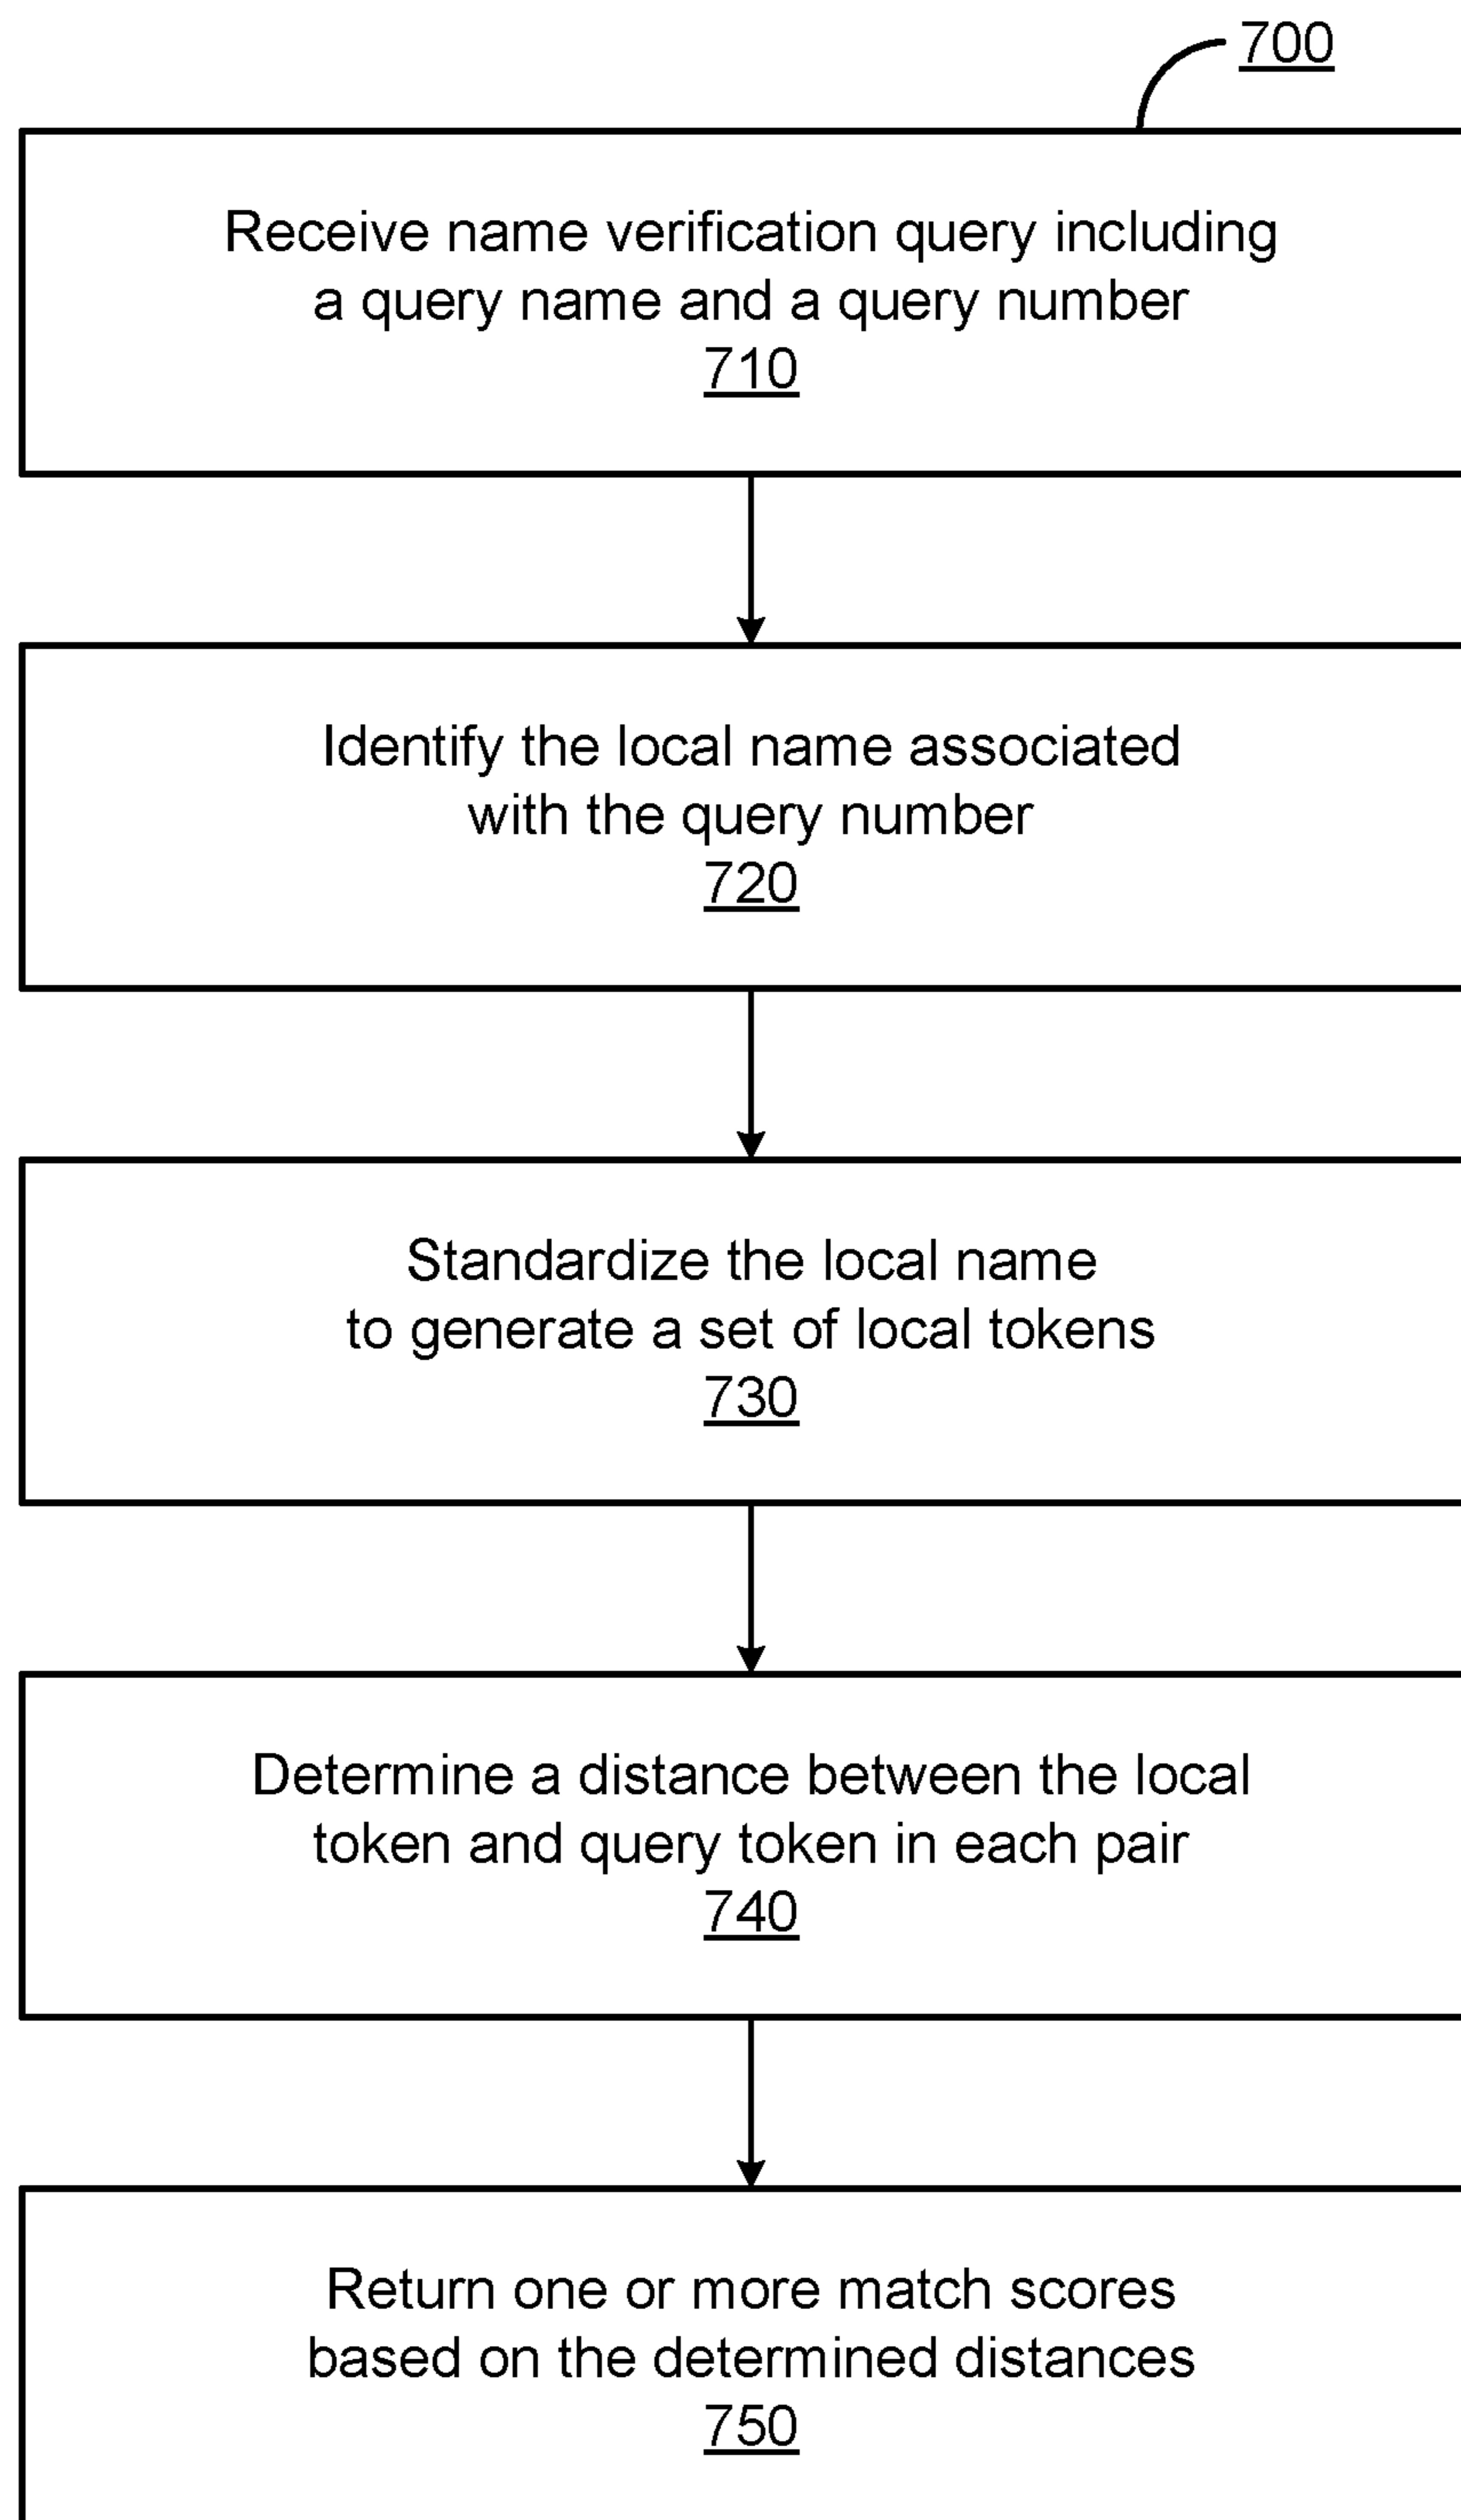 700
Receive name verification query including
a query name and a query number
710
Identify the local name associated
with the query number
720
Standardize the local name
to generate a set of local tokens
730
Determine a distance between the local
token and query token in each pair
740
Return one or more match scores
based on the determined distances
750